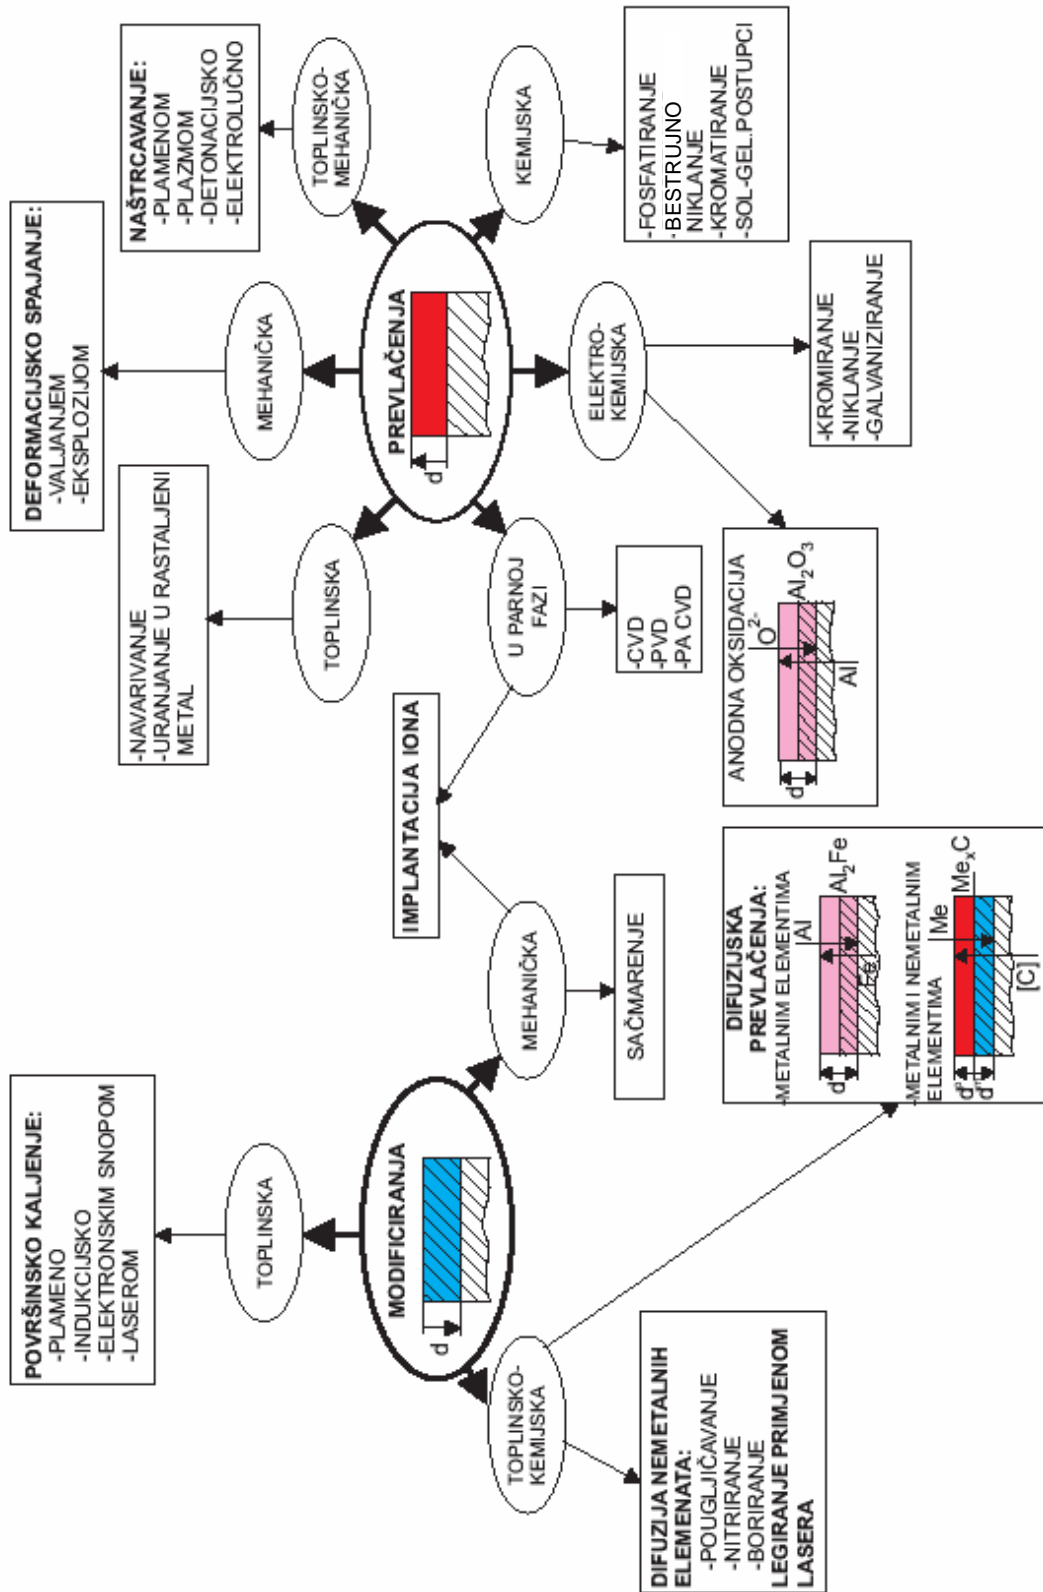 POVRŠINSKO KALJENJE:
-PLAMENO
-INDUKCIJSKO
-ELEKTRONSKIM SNOPOM
-LASEROM
TOPLINSKA
MODIFICIRANJA
d
TOPLINSKO-
KEMIJSKA
MEHANIČKA
DIFUZIJA NEMETALNIH
ELEMENATA:
-POUGLJIČAVANJE
-NITRIRANJE
-BORIRANJE
LEGIRANJE PRIMJENOM
LASERA
SAČMARENJE
IMPLANTACIJA IONA
DIFUZIJSKA
PREVLAČENJA:
-METALNIM ELEMENTIMA
Al
d
Al₂Fe
Fe
-METALNIM I NEMETALNIM
ELEMENTIMA
Me
dᵖ
dᵐ
MeₓC
[C]
DEFORMACIJSKO SPAJANJE:
-VALJANJEM
-EKSPLOZIJOM
-NAVARIVANJE
-URANJANJE U RASTALJENI
METAL
NAŠTRCAVANJE:
-PLAMENOM
-PLAZMOM
-DETONACIJSKO
-ELEKTROLUČNO
TOPLINSKA
MEHANIČKA
TOPLINSKO-
MEHANIČKA
PREVLAČENJA
d
U PARNOJ
FAZI
ELEKTRO-
KEMIJSKA
KEMIJSKA
-CVD
-PVD
-PA CVD
-FOSFATIRANJE
-BESTRUJNO
NIKLANJE
-KROMATIRANJE
-SOL-GEL.POSTUPCI
ANODNA OKSIDACIJA
O²⁻
d
Al₂O₃
Al
-KROMIRANJE
-NIKLANJE
-GALVANIZIRANJE